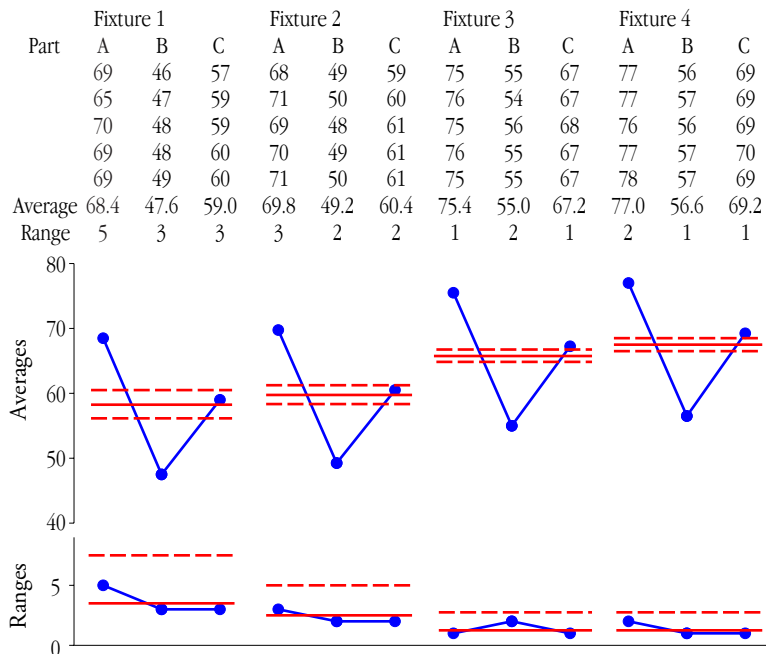 Fixture 1 Fixture 2 Fixture 3 Fixture 4
Part A B C A B C A B C A B C
69 46 57 68 49 59 75 55 67 77 56 69
65 47 59 71 50 60 76 54 67 77 57 69
70 48 59 69 48 61 75 56 68 76 56 69
69 48 60 70 49 61 76 55 67 77 57 70
69 49 60 71 50 61 75 55 67 78 57 69
Average 68.4 47.6 59.0 69.8 49.2 60.4 75.4 55.0 67.2 77.0 56.6 69.2
Range 5 3 3 3 2 2 1 2 1 2 1 1
80
70
60
50
40
Averages
5
0
Ranges